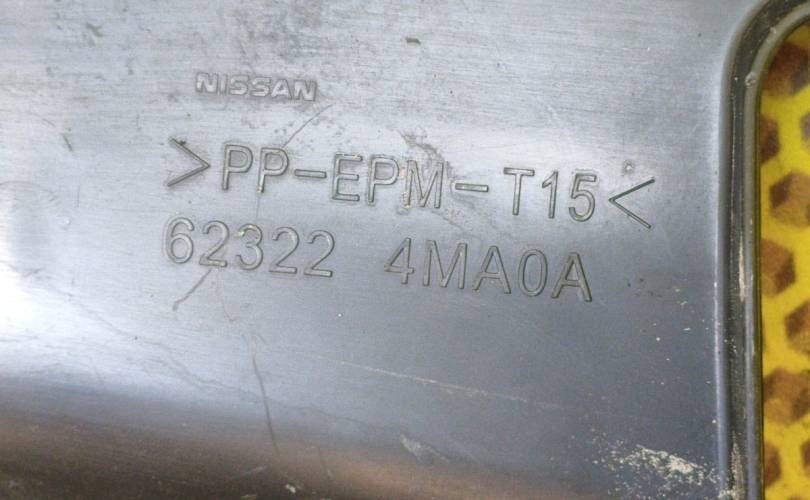 NISSAN
>PP-EPM-T15<
62322 4MA0A